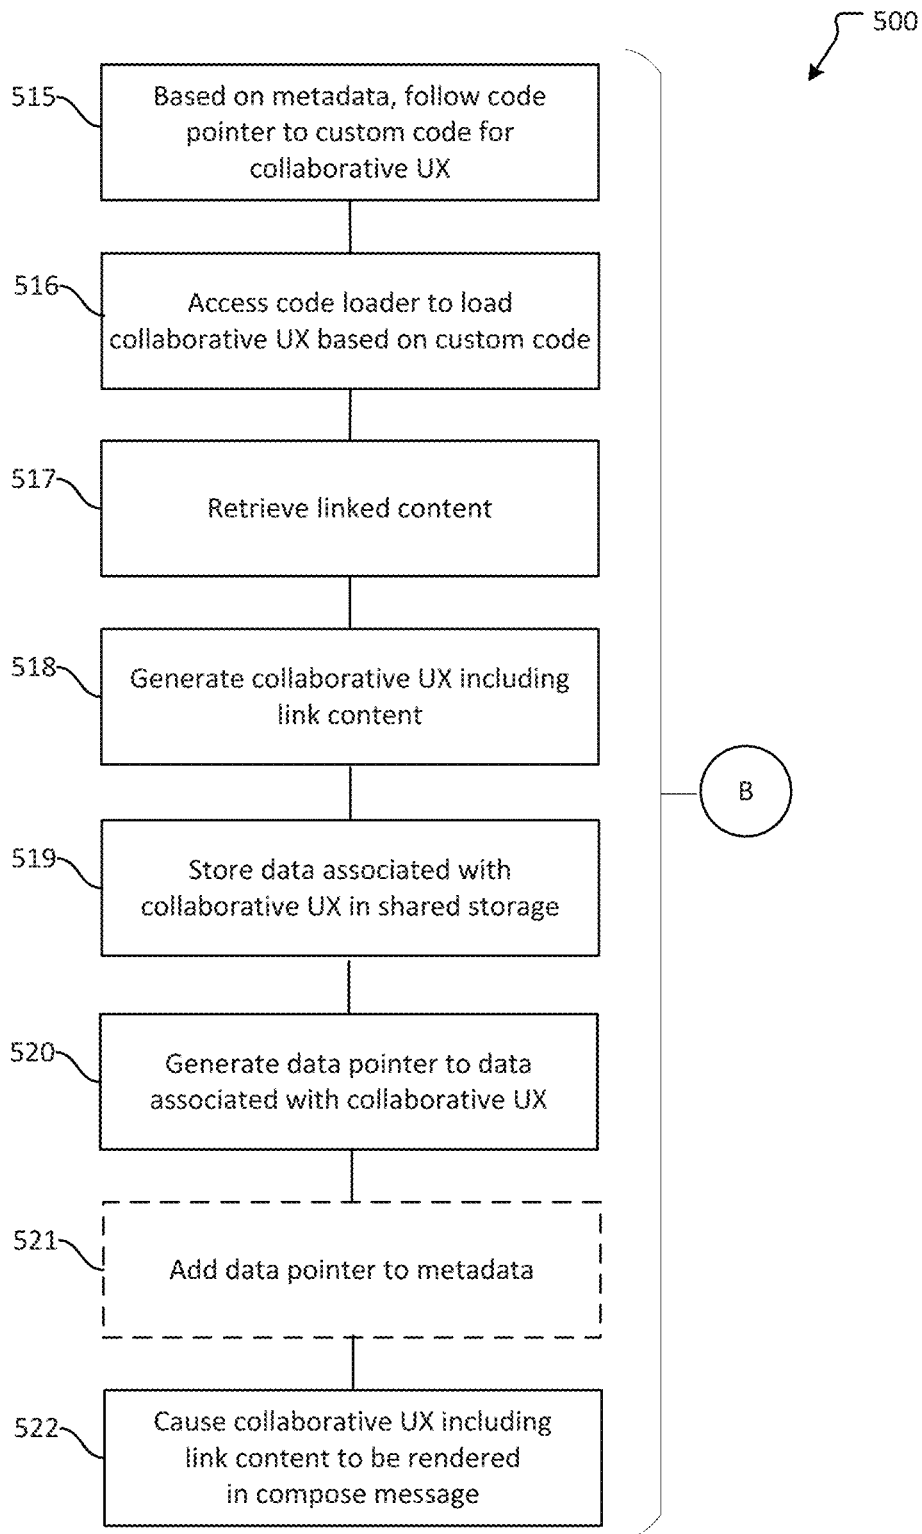 500
515
Based on metadata, follow code
pointer to custom code for
collaborative UX
516
Access code loader to load
collaborative UX based on custom code
517
Retrieve linked content
518
Generate collaborative UX including
link content
B
519
Store data associated with
collaborative UX in shared storage
520
Generate data pointer to data
associated with collaborative UX
521
Add data pointer to metadata
522
Cause collaborative UX including
link content to be rendered
in compose message